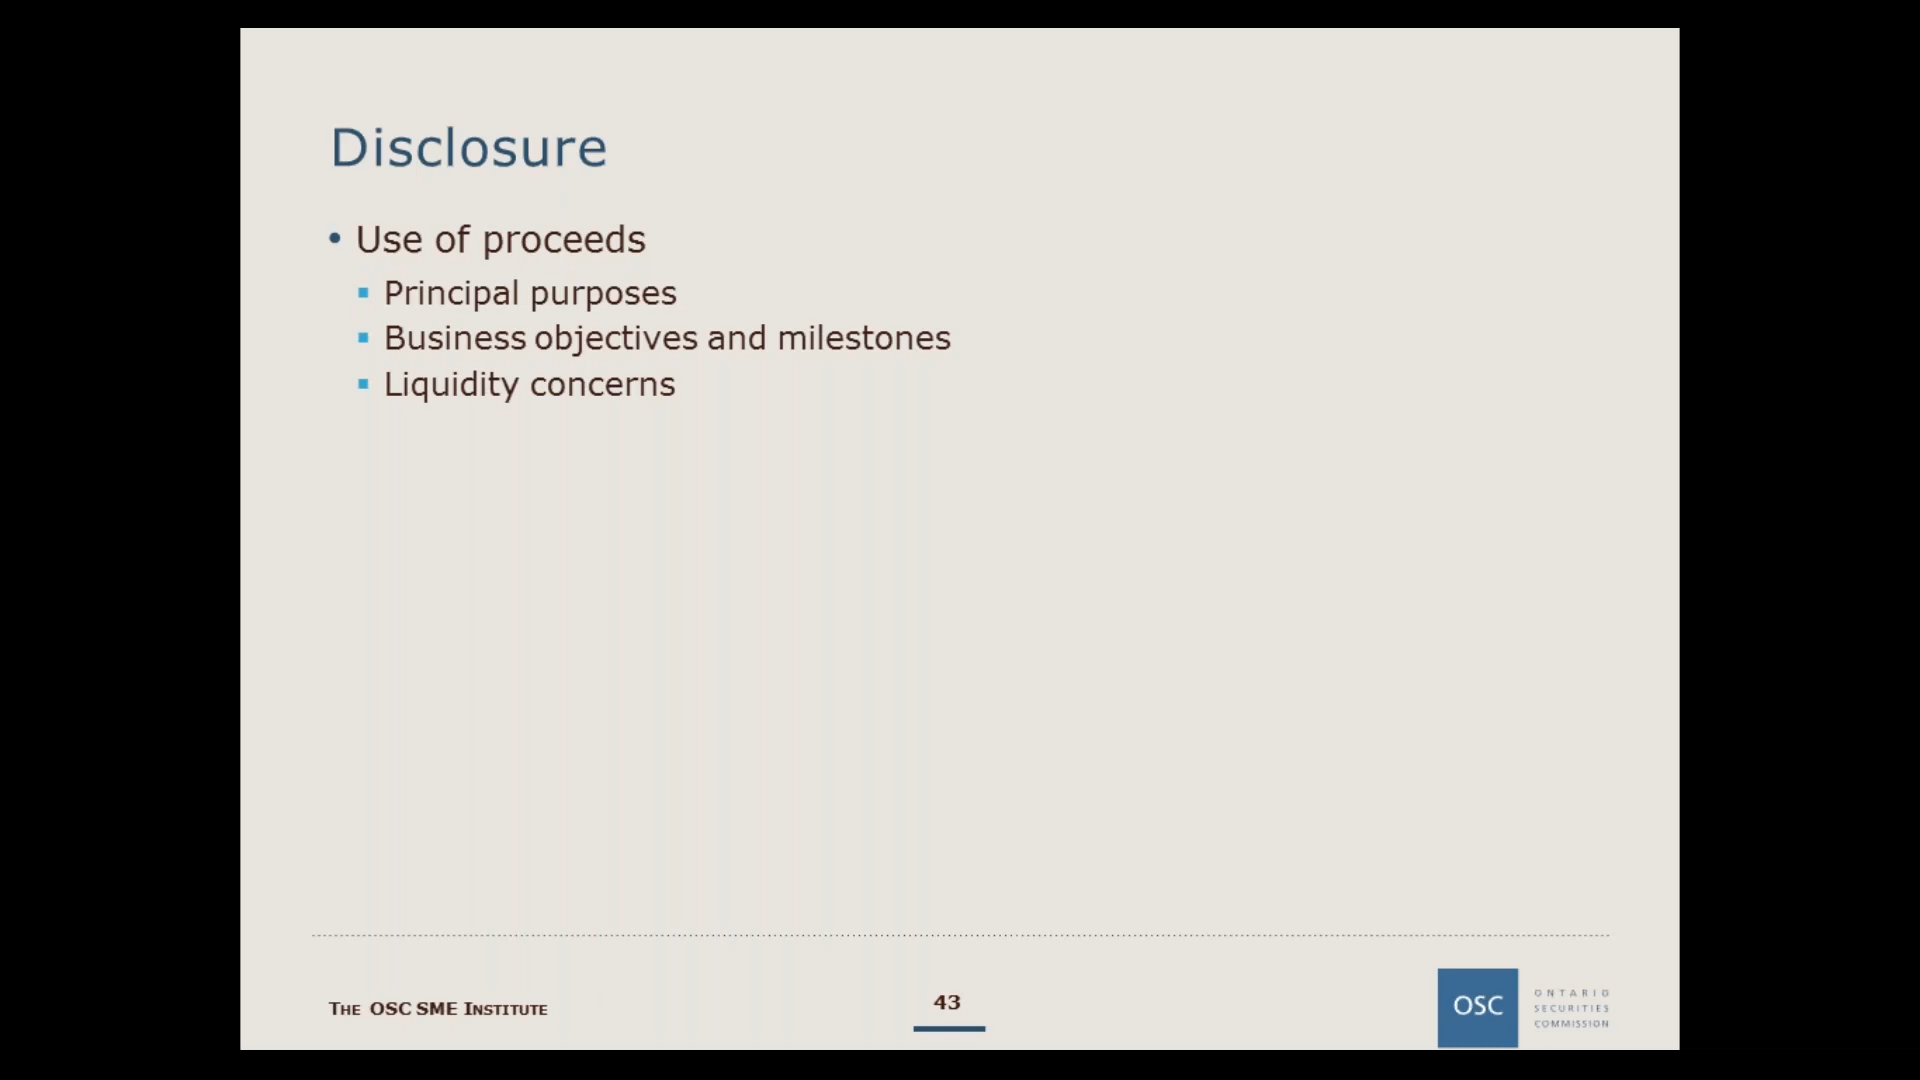 Disclosure
• Use of proceeds
▪ Principal purposes
▪ Business objectives and milestones
▪ Liquidity concerns
THE OSC SME INSTITUTE
43
OSC
ONTARIO
SECURITIES
COMMISSION